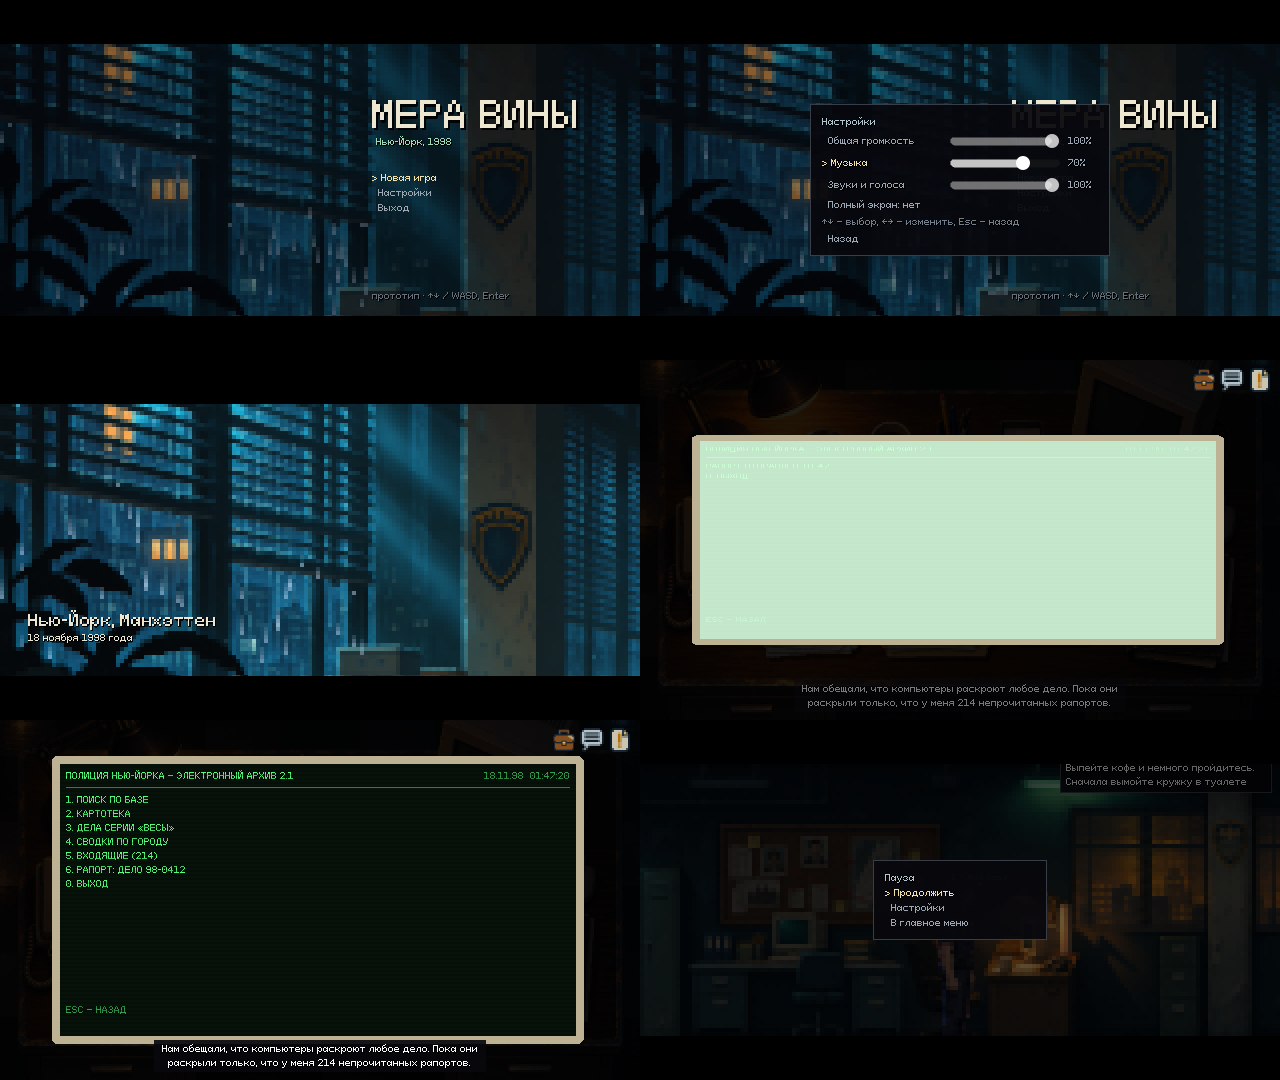 МЕРА ВИНЫ
Нью-Йорк, 1998
> Новая игра
Настройки
Выход
прототип · ↑↓ / WASD, Enter
МЕРА ВИНЫ
Настройки
Общая громкость 100%
> Музыка 70%
Звуки и голоса 100%
Полный экран: нет
↑↓ – выбор, ↔ – изменить, Esc – назад
Назад
прототип · ↑↓ / WASD, Enter
Нью-Йорк, Манхэттен
18 ноября 1998 года
ESC – НАЗАД
Нам обещали, что компьютеры раскроют любое дело. Пока они
раскрыли только, что у меня 214 непрочитанных рапортов.
ПОЛИЦИЯ НЬЮ-ЙОРКА – ЭЛЕКТРОННЫЙ АРХИВ 2.1 18.11.98 01:47:20
1. ПОИСК ПО БАЗЕ
2. КАРТОТЕКА
3. ДЕЛА СЕРИИ «ВЕСЫ»
4. СВОДКИ ПО ГОРОДУ
5. ВХОДЯЩИЕ (214)
6. РАПОРТ: ДЕЛО 98-0412
0. ВЫХОД
ESC – НАЗАД
Нам обещали, что компьютеры раскроют любое дело. Пока они
раскрыли только, что у меня 214 непрочитанных рапортов.
Выпейте кофе и немного пройдитесь.
Сначала вымойте кружку в туалете
Пауза
> Продолжить
Настройки
В главное меню